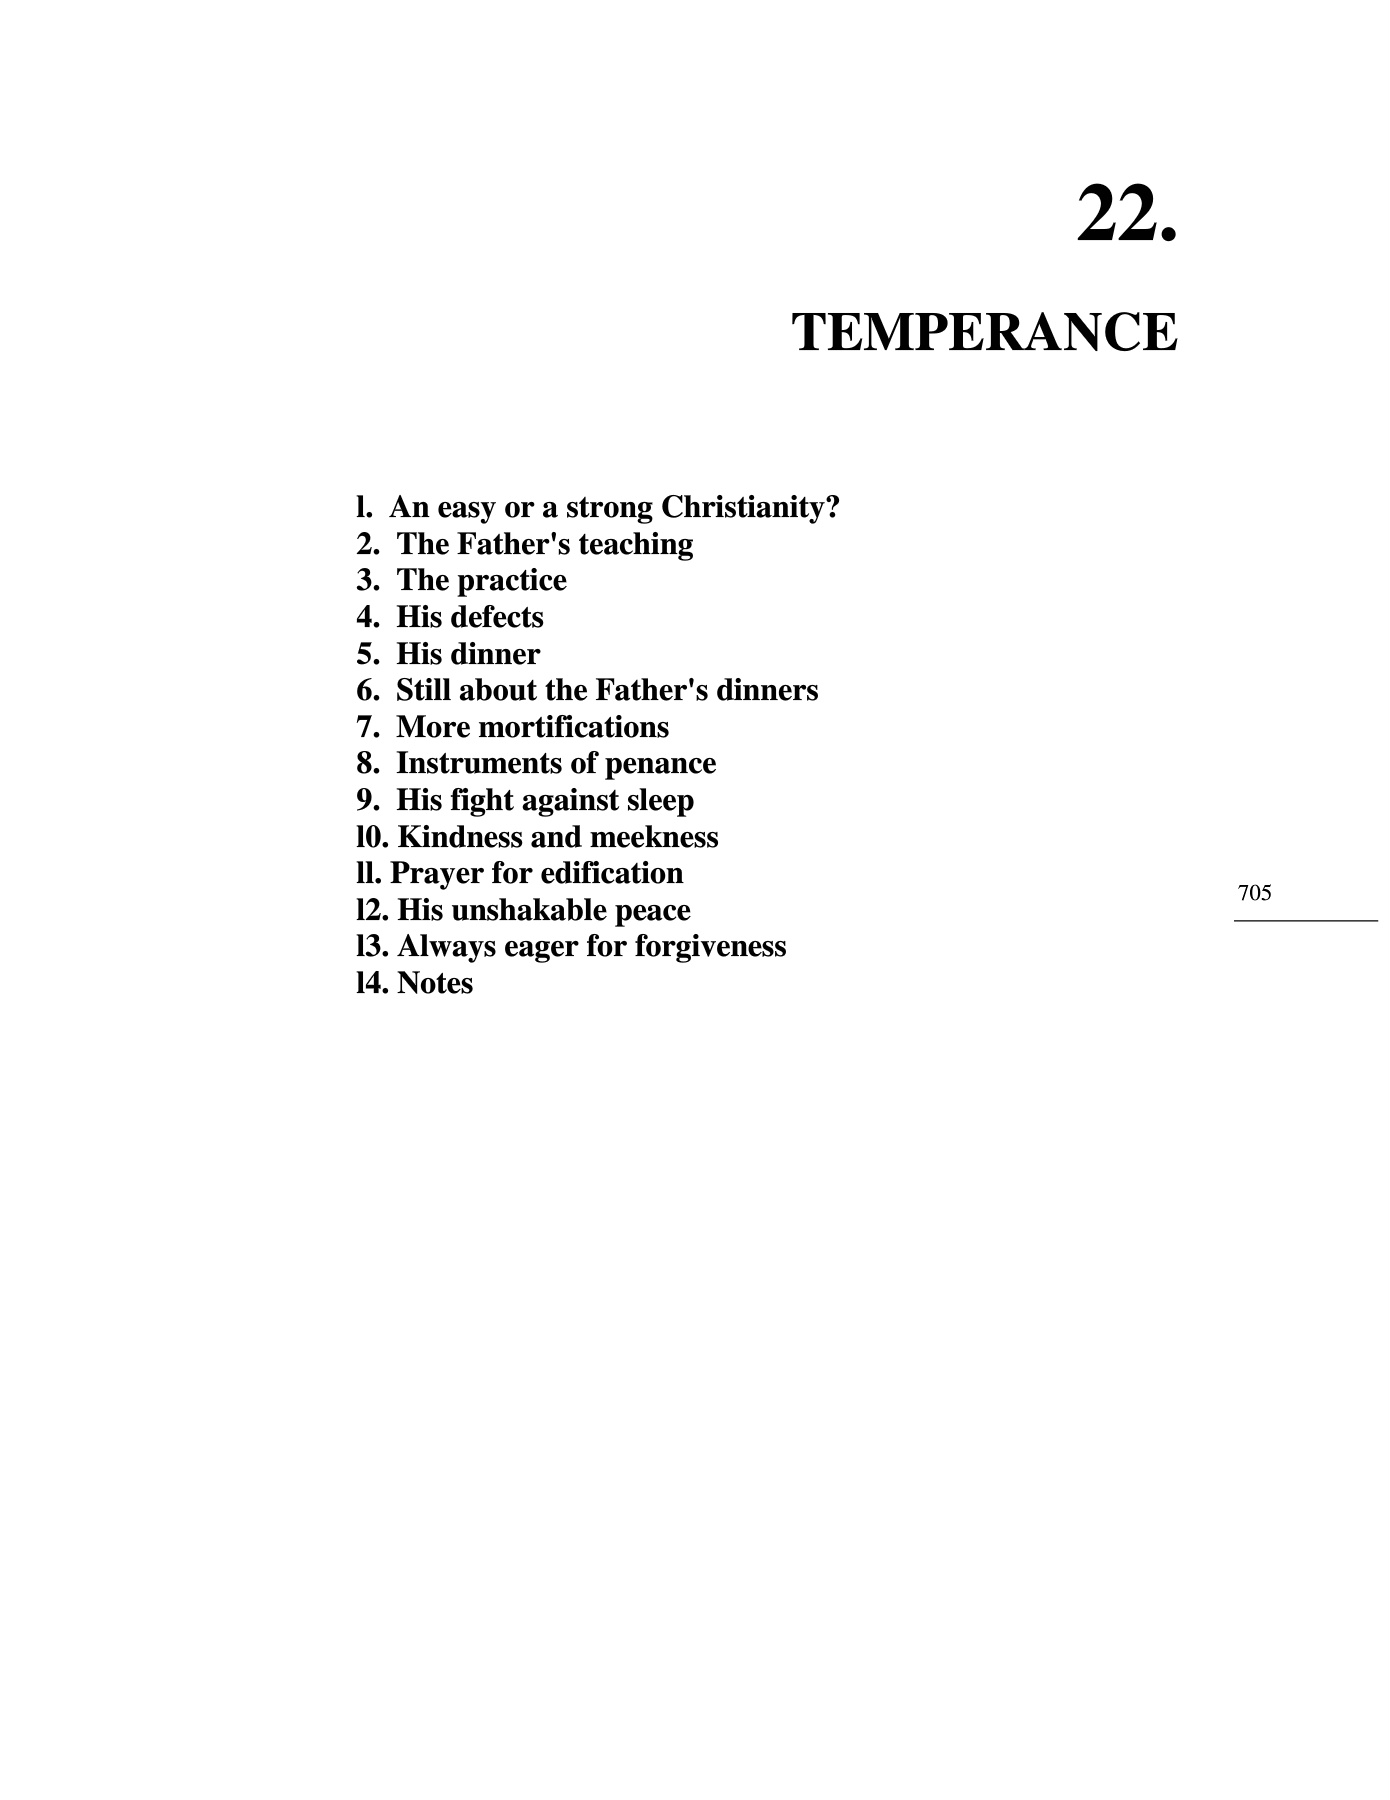 22.
TEMPERANCE
l. An easy or a strong Christianity?
2. The Father's teaching
3. The practice
4. His defects
5. His dinner
6. Still about the Father's dinners
7. More mortifications
8. Instruments of penance
9. His fight against sleep
l0. Kindness and meekness
ll. Prayer for edification
l2. His unshakable peace
l3. Always eager for forgiveness
l4. Notes
705